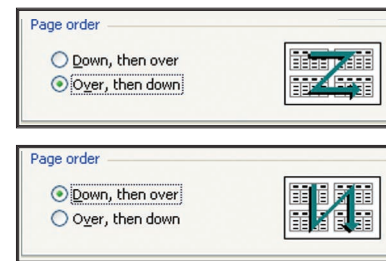 Page order
Down, then over
Over, then down
Page order
Down, then over
Over, then down